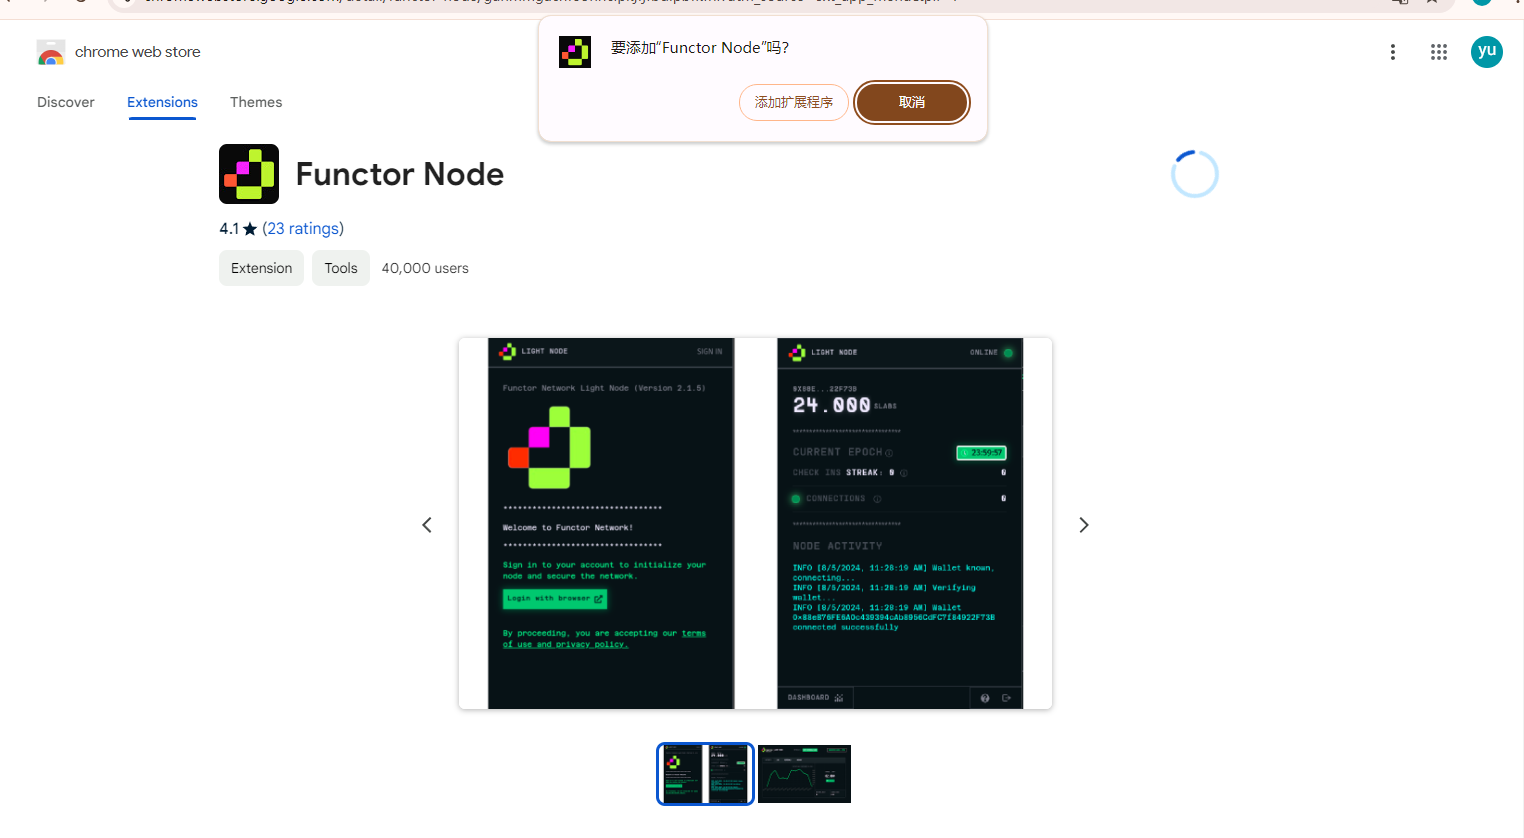 要添加“Functor Node”吗?
添加扩展程序
取消
chrome web store
yu
Discover
Extensions
Themes
Functor Node
4.1★ (23 ratings)
Extension
Tools
40,000 users
LIGHT NODE
SIGN IN
Functor Network Light Node (Version 2.1.5)
*********************************
Welcome to Functor Network!
*********************************
Sign in to your account to initialize your
node and secure the network.
Login with browser
By proceeding, you are accepting our terms
of use and privacy policy.
LIGHT NODE
ONLINE
24.000
SLABS
CURRENT EPOCH
23:59:57
CHECK INS STREAK: 0
0
CONNECTIONS
0
NODE ACTIVITY
INFO [8/5/2024, 11:28:19 AM] Wallet known,
connecting...
INFO [8/5/2024, 11:28:19 AM] Verifying
wallet...
INFO [8/5/2024, 11:28:19 AM] Wallet
connected successfully
DASHBOARD